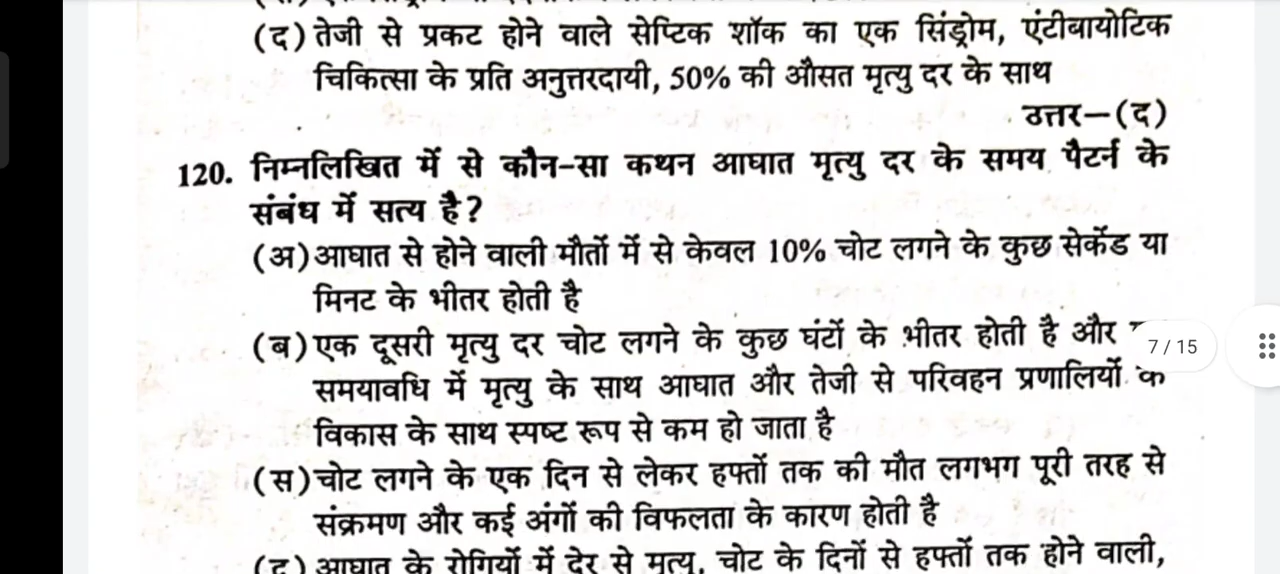 (द) तेजी से प्रकट होने वाले सेप्टिक शॉक का एक सिंड्रोम, एंटीबायोटिक
चिकित्सा के प्रति अनुत्तरदायी, 50% की औसत मृत्यु दर के साथ
उत्तर–(द)
120. निम्नलिखित में से कौन-सा कथन आघात मृत्यु दर के समय पैटर्न के
संबंध में सत्य है?
(अ) आघात से होने वाली मौतों में से केवल 10% चोट लगने के कुछ सेकेंड या
मिनट के भीतर होती है
(ब) एक दूसरी मृत्यु दर चोट लगने के कुछ घंटों के भीतर होती है और
7 / 15
समयावधि में मृत्यु के साथ आघात और तेजी से परिवहन प्रणालियों के
विकास के साथ स्पष्ट रूप से कम हो जाता है
(स) चोट लगने के एक दिन से लेकर हफ्तों तक की मौत लगभग पूरी तरह से
संक्रमण और कई अंगों की विफलता के कारण होती है
(द) आघात के रोगियों में देर से मृत्यु, चोट के दिनों से हफ्तों तक होने वाली,